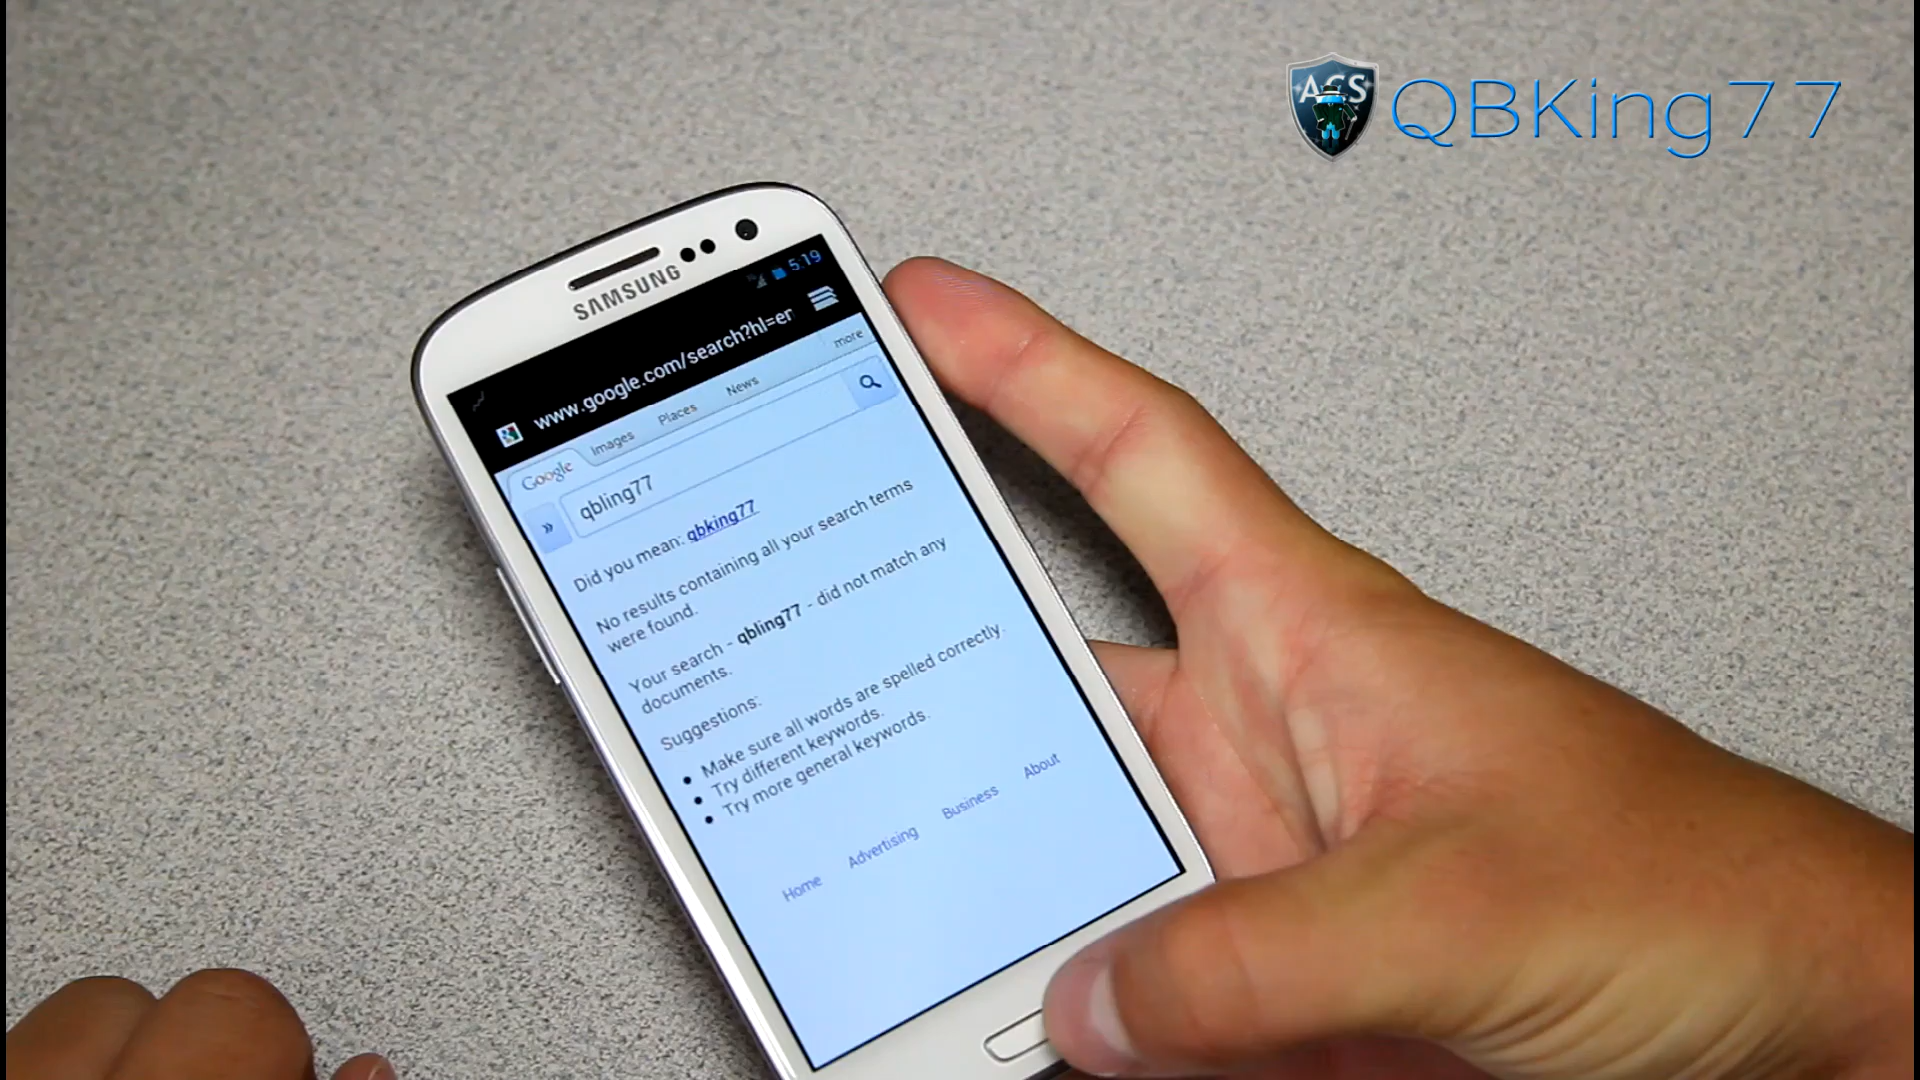 ACS QBKing77
SAMSUNG
5:19
www.google.com/search?hl=en
Google Images Places News more
» qbling77
Did you mean: qbking77
No results containing all your search terms
were found.
Your search - qbling77 - did not match any
documents.
Suggestions:
Make sure all words are spelled correctly.
Try different keywords.
Try more general keywords.
Home Advertising Business About